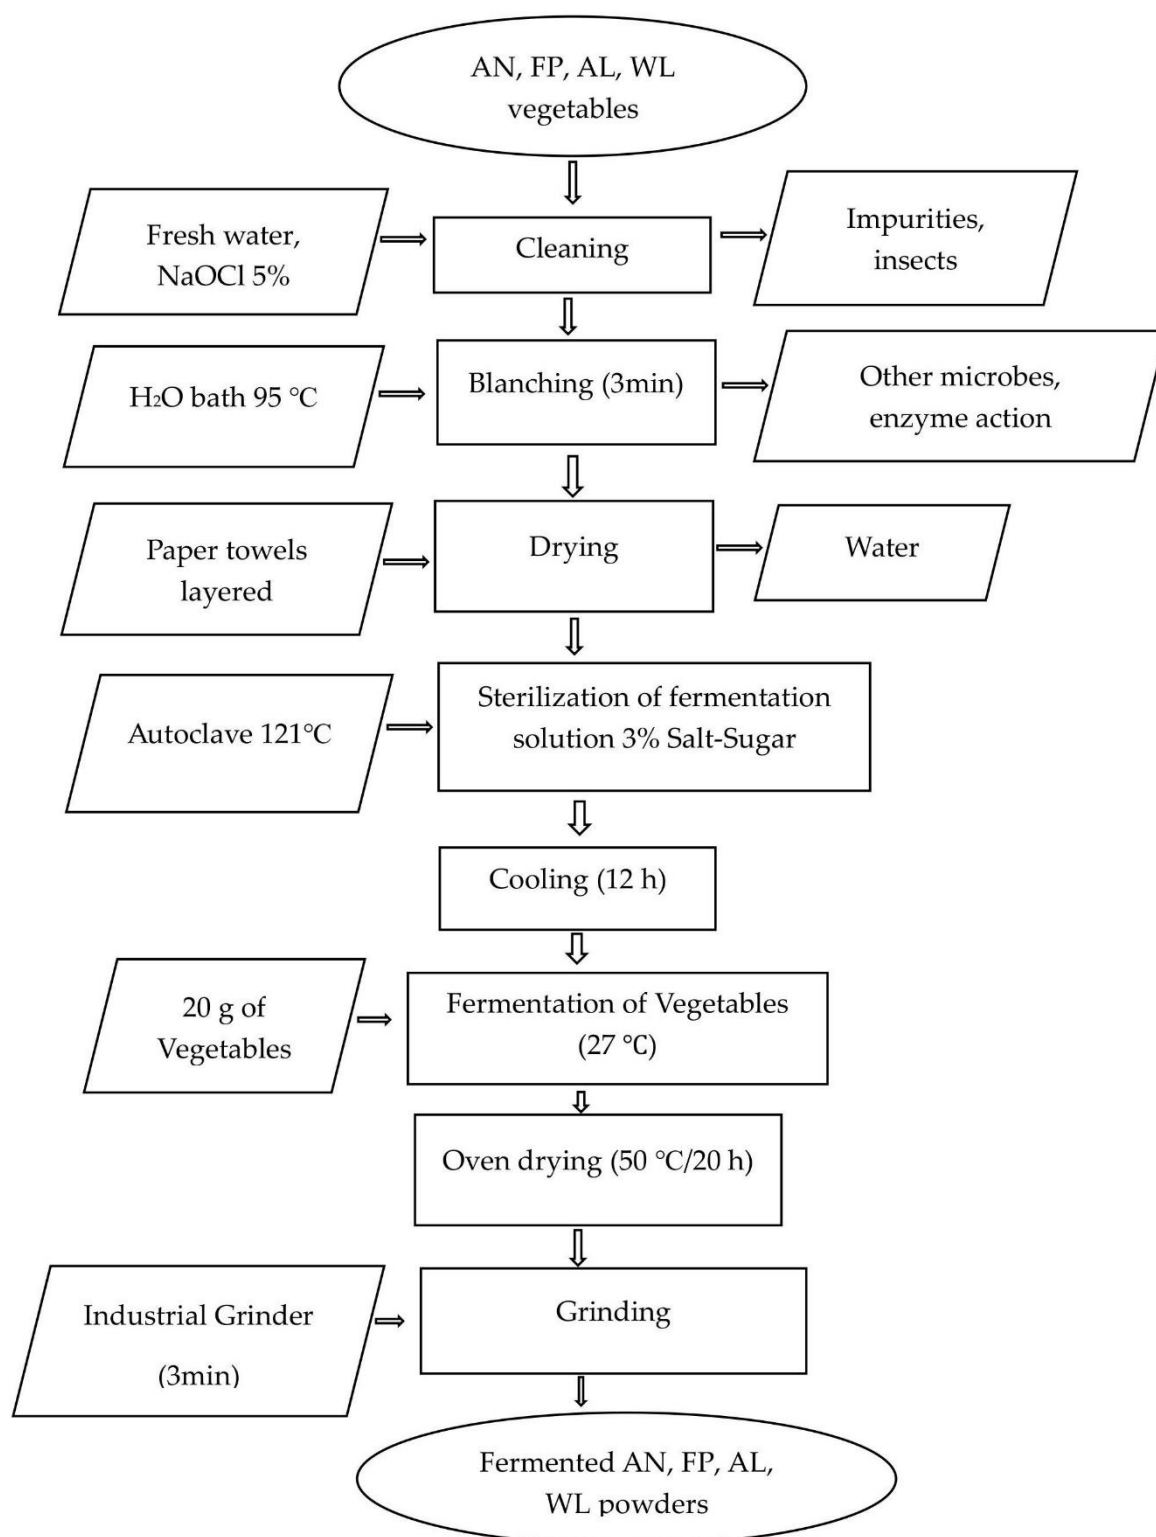 AN, FP, AL, WL
vegetables
Fresh water,
NaOCl 5%
Cleaning
Impurities,
insects
H₂O bath 95 °C
Blanching (3min)
Other microbes,
enzyme action
Paper towels
layered
Drying
Water
Autoclave 121°C
Sterilization of fermentation
solution 3% Salt-Sugar
Cooling (12 h)
20 g of
Vegetables
Fermentation of Vegetables
(27 °C)
Oven drying (50 °C/20 h)
Industrial Grinder
(3min)
Grinding
Fermented AN, FP, AL,
WL powders